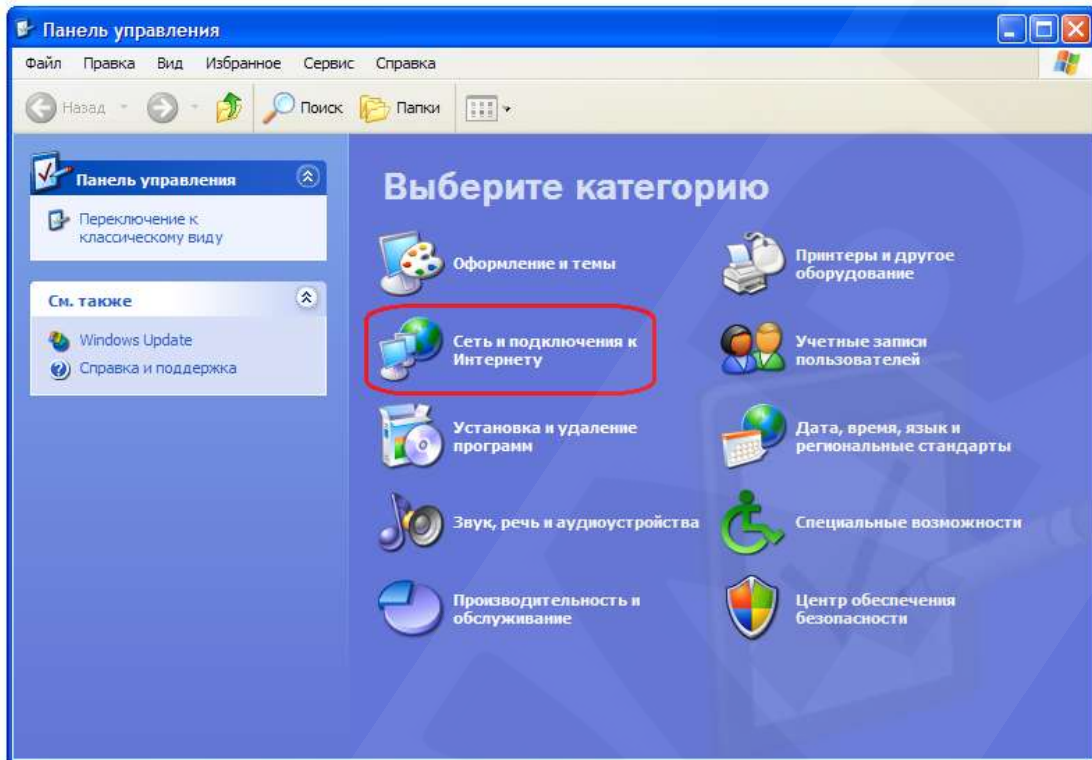 Панель управления
Файл Правка Вид Избранное Сервис Справка
Назад Поиск Папки
Панель управления
Переключение к
классическому виду
См. также
Windows Update
Справка и поддержка
Выберите категорию
Оформление и темы
Принтеры и другое
оборудование
Сеть и подключения к
Интернету
Учетные записи
пользователей
Установка и удаление
программ
Дата, время, язык и
региональные стандарты
Звук, речь и аудиоустройства
Специальные возможности
Производительность и
обслуживание
Центр обеспечения
безопасности